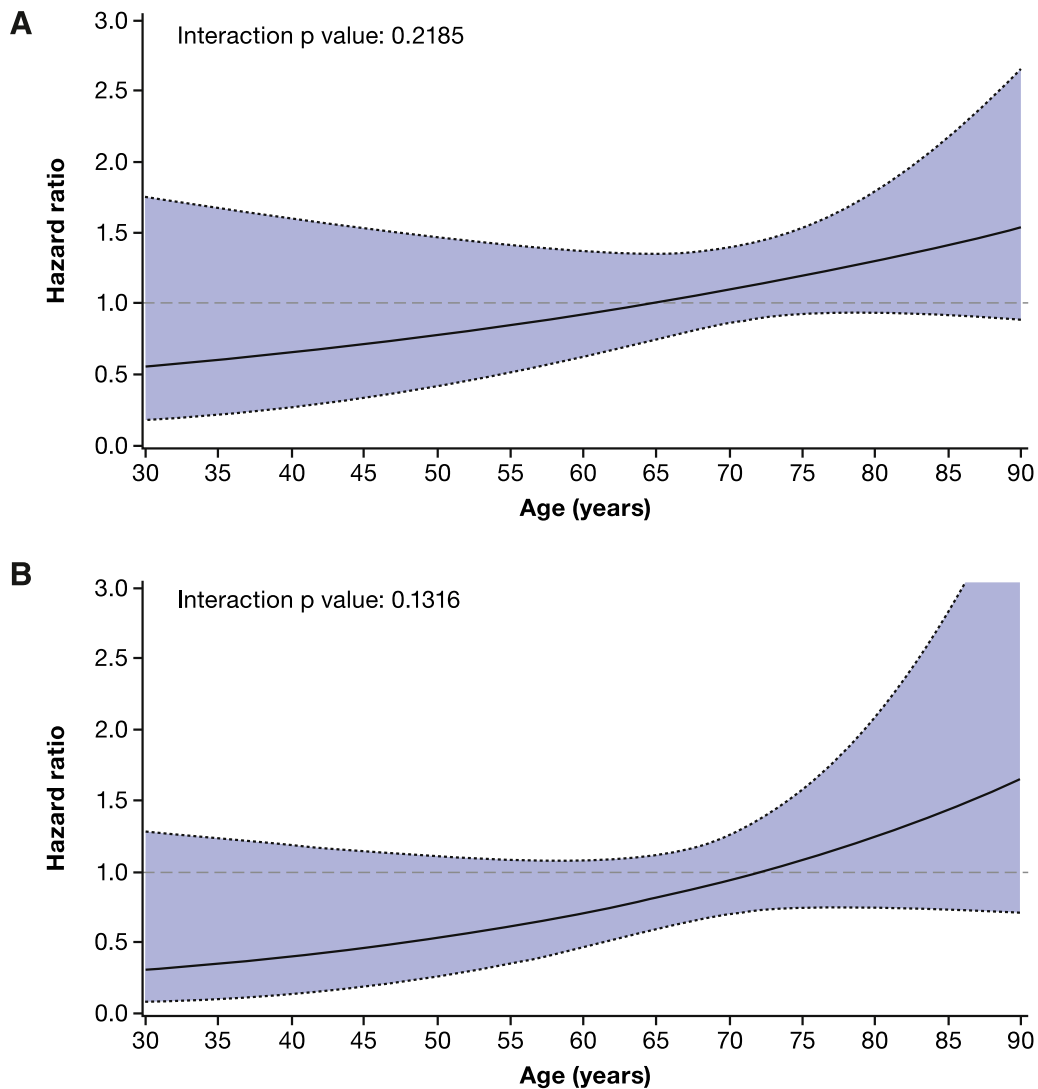 A
Interaction p value: 0.2185
Hazard ratio
3.0
2.5
2.0
1.5
1.0
0.5
0.0
30 35 40 45 50 55 60 65 70 75 80 85 90
Age (years)
B
Interaction p value: 0.1316
Hazard ratio
3.0
2.5
2.0
1.5
1.0
0.5
0.0
30 35 40 45 50 55 60 65 70 75 80 85 90
Age (years)